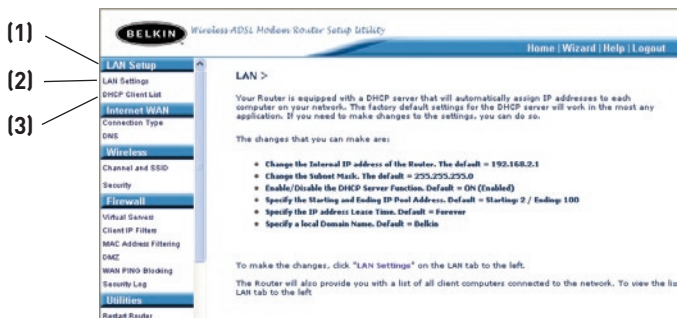 BELKIN Wireless ADSL Modem Router Setup Utility
Home | Wizard | Help | Logout
(1)
(2)
(3)
LAN Setup
LAN Settings
DHCP Client List
Internet WAN
Connection Type
DNS
Wireless
Channel and SSID
Security
Firewall
Virtual Servers
Client IP Filters
MAC Address Filtering
DMZ
WAN PING Blocking
Security Log
Utilities
Restart Router
LAN >
Your Router is equipped with a DHCP server that will automatically assign IP addresses to each
computer on your network. The factory default settings for the DHCP server will work in the most any
application. If you need to make changes to the settings, you can do so.
The changes that you can make are:
Change the Internal IP address of the Router. The default = 192.168.2.1
Change the Subnet Mask. The default = 255.255.255.0
Enable/Disable the DHCP Server Function. Default = ON (Enabled)
Specify the Starting and Ending IP Pool Address. Default = Starting: 2 / Ending: 100
Specify the IP address Lease Time. Default = Forever
Specify a local Domain Name. Default = Belkin
To make the changes, click "LAN Settings" on the LAN tab to the left.
The Router will also provide you with a list of all client computers connected to the network. To view the
LAN tab to the left